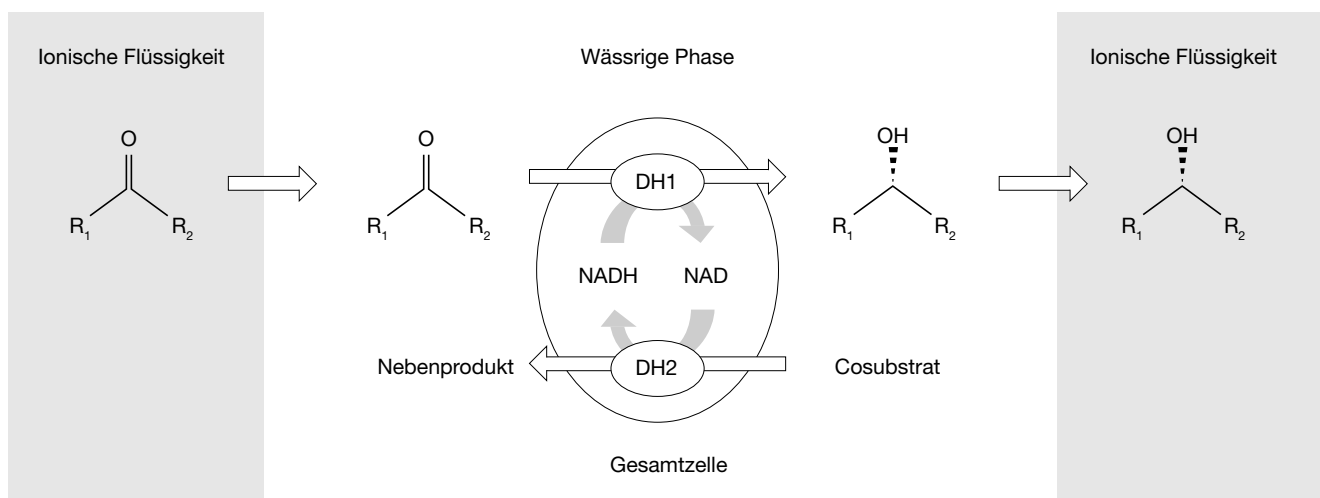 Ionische Flüssigkeit
Wässrige Phase
Ionische Flüssigkeit
O
R1 R2
O
R1 R2
DH1
OH
R1 R2
OH
R1 R2
NADH NAD
Nebenprodukt
DH2
Cosubstrat
Gesamtzelle